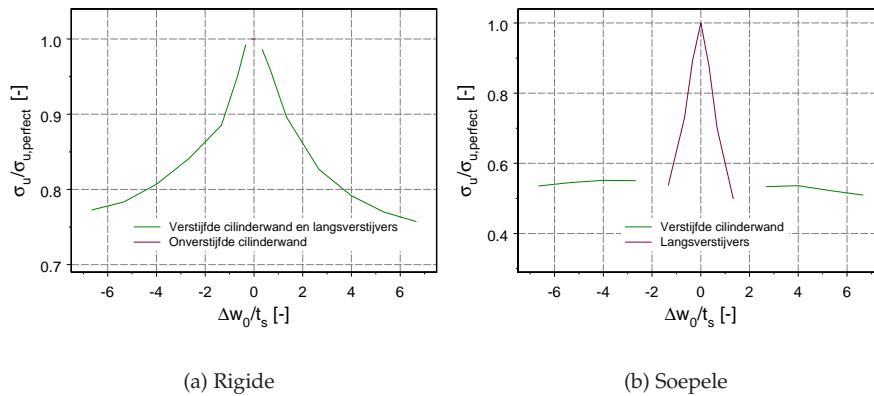 1.0
0.9
0.8
0.7
σu/σu,perfect [-]
Verstijfde cilinderwand en langsverstijvers
Onverstijfde cilinderwand
-6 -4 -2 0 2 4 6
Δw0/ts [-]
(a) Rigide
1.0
0.8
0.6
0.4
σu/σu,perfect [-]
Verstijfde cilinderwand
Langsverstijvers
-6 -4 -2 0 2 4 6
Δw0/ts [-]
(b) Soepele